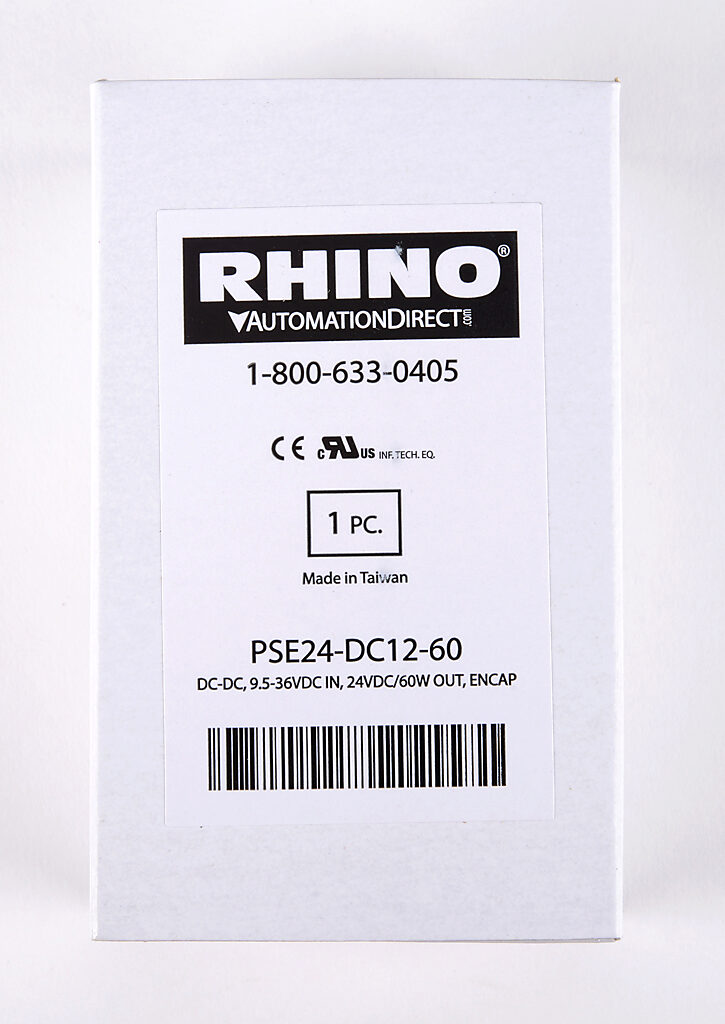 RHINO®
AUTOMATIONDIRECT.com
1-800-633-0405
CE cRUus INF. TECH. EQ.
1 PC.
Made in Taiwan
PSE24-DC12-60
DC-DC, 9.5-36VDC IN, 24VDC/60W OUT, ENCAP